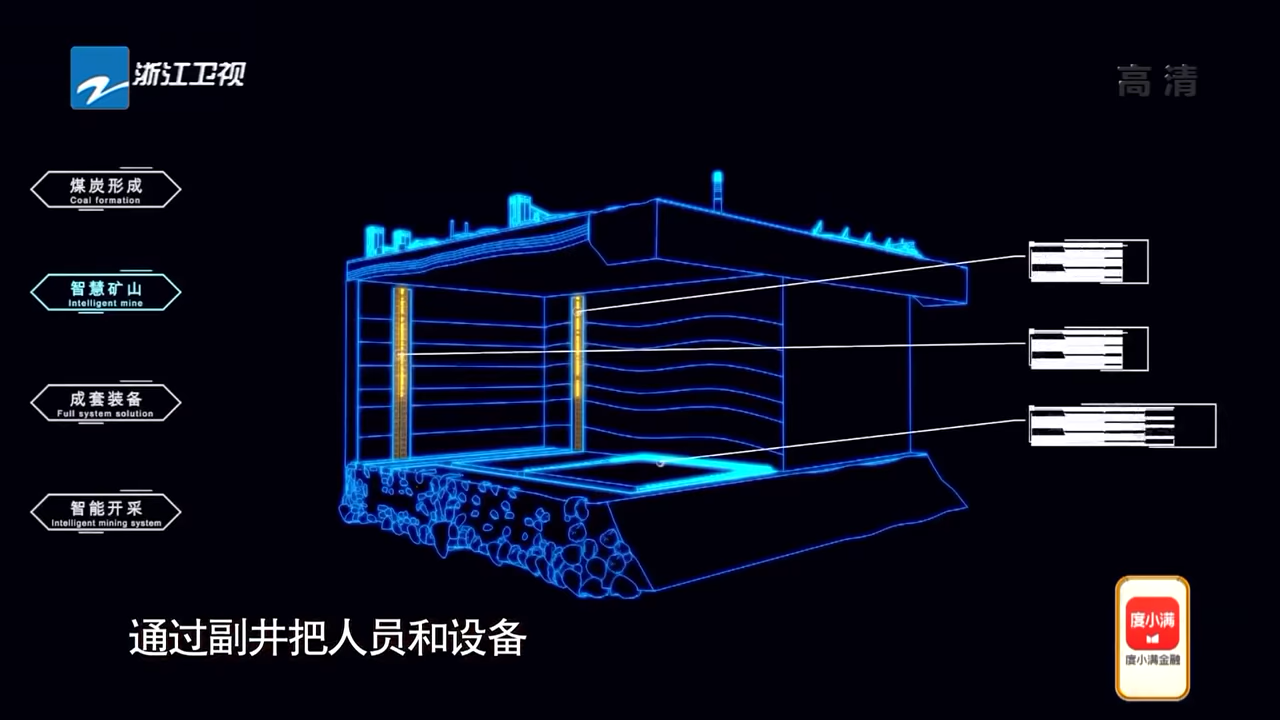 浙江卫视
高清
煤炭形成
Coal formation
智慧矿山
Intelligent mine
成套装备
Full system solution
智能开采
Intelligent mining system
通过副井把人员和设备
度小满
度小满金融